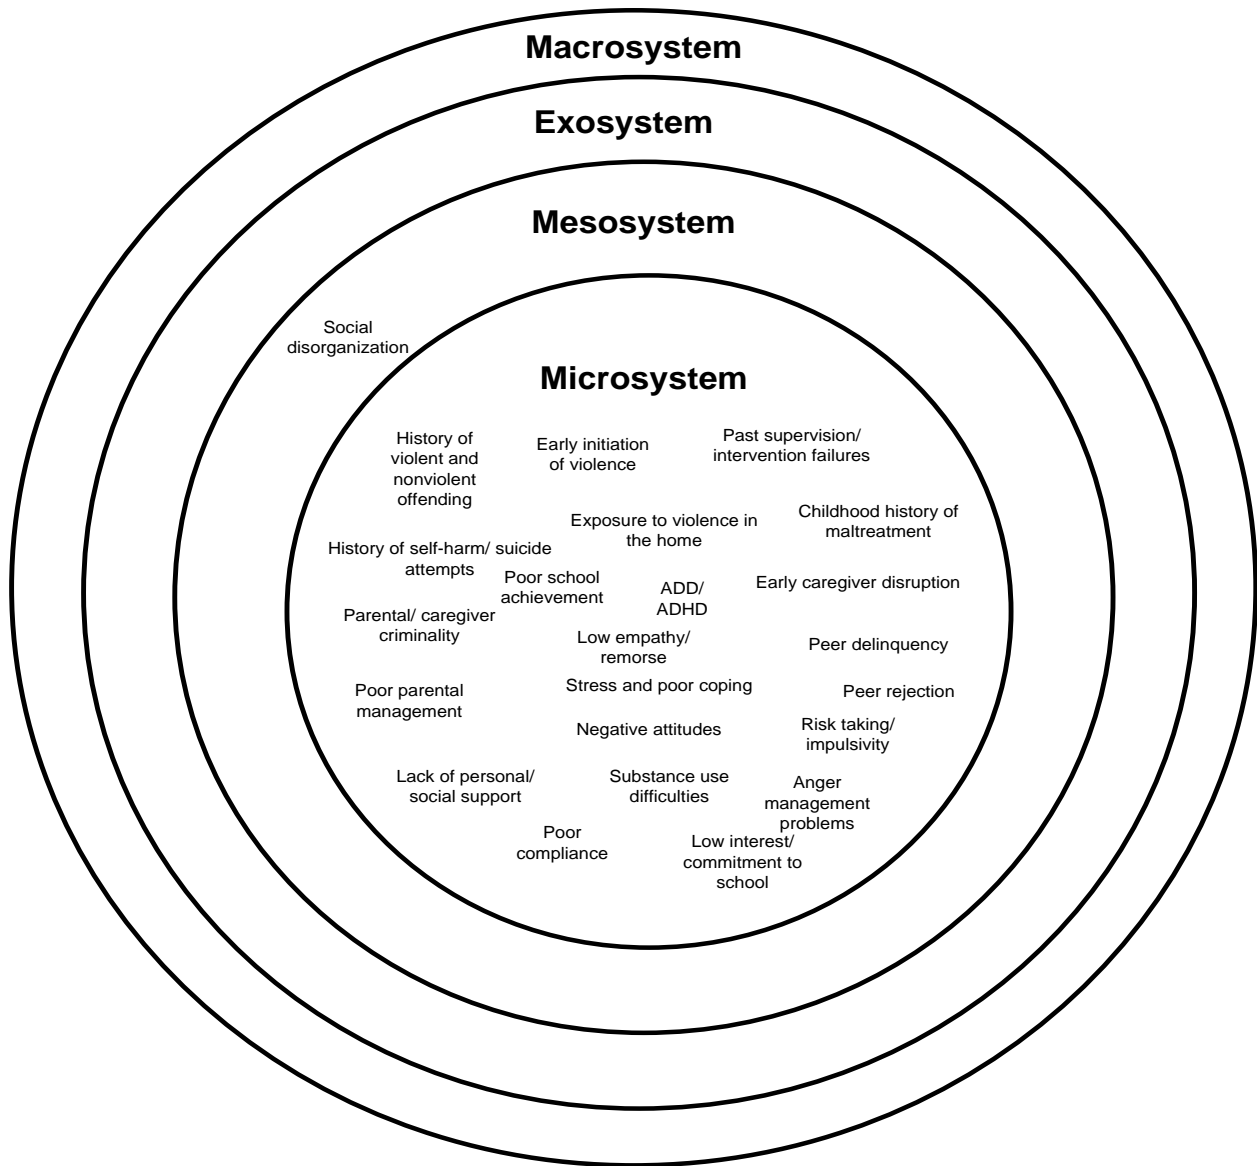 Macrosystem
Exosystem
Mesosystem
Social
disorganization
Microsystem
History of
violent and
nonviolent
offending
Early initiation
of violence
Past supervision/
intervention failures
Exposure to violence in
the home
Childhood history of
maltreatment
History of self-harm/ suicide
attempts
Poor school
achievement
ADD/
ADHD
Early caregiver disruption
Parental/ caregiver
criminality
Low empathy/
remorse
Peer delinquency
Poor parental
management
Stress and poor coping
Peer rejection
Negative attitudes
Risk taking/
impulsivity
Lack of personal/
social support
Substance use
difficulties
Anger
management
problems
Poor
compliance
Low interest/
commitment to
school